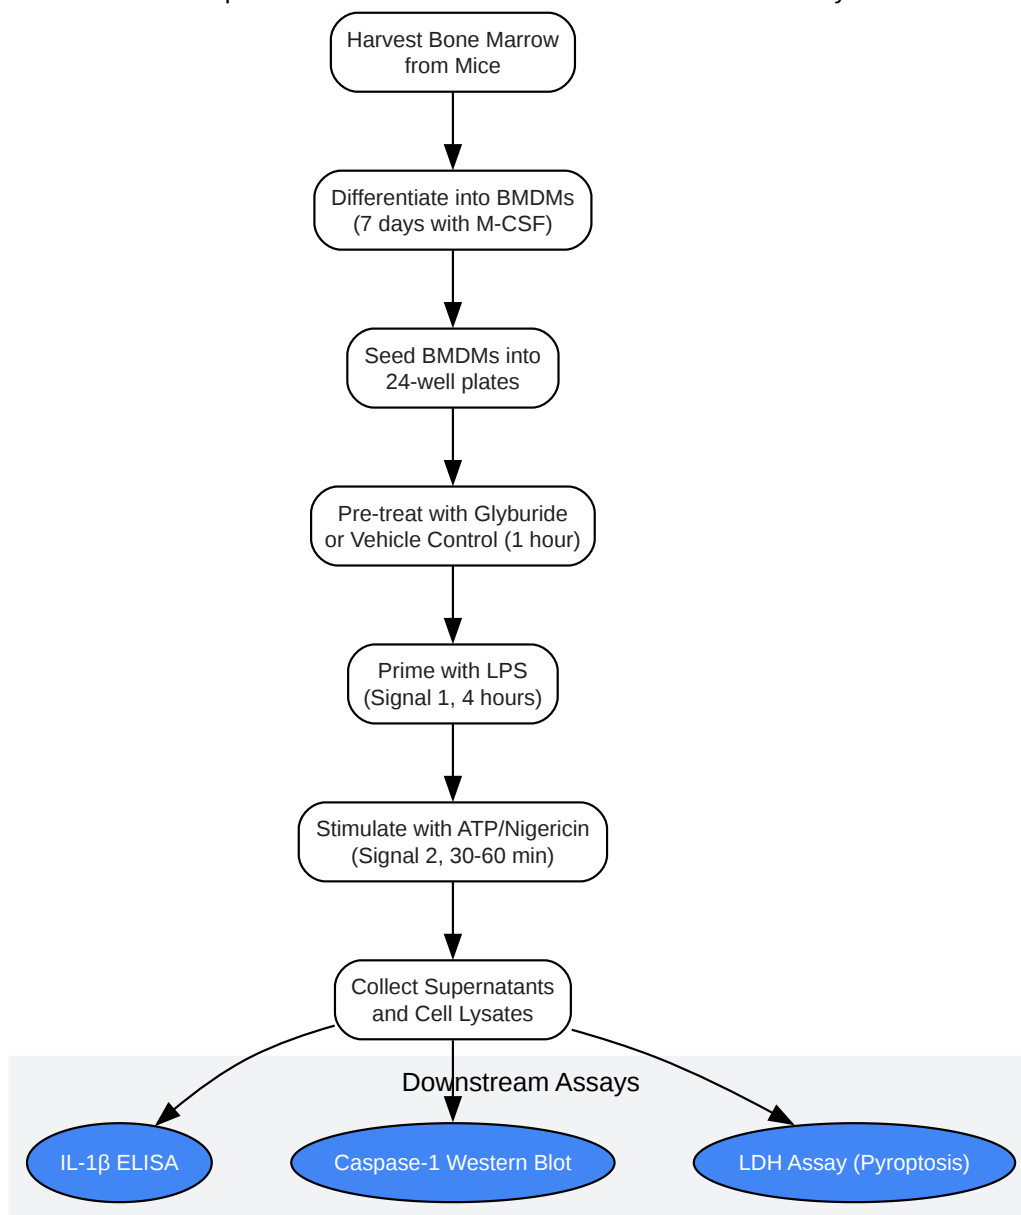 Harvest Bone Marrow
from Mice
Differentiate into BMDMs
(7 days with M-CSF)
Seed BMDMs into
24-well plates
Pre-treat with Glyburide
or Vehicle Control (1 hour)
Prime with LPS
(Signal 1, 4 hours)
Stimulate with ATP/Nigericin
(Signal 2, 30-60 min)
Collect Supernatants
and Cell Lysates
Downstream Assays
IL-1β ELISA
Caspase-1 Western Blot
LDH Assay (Pyroptosis)